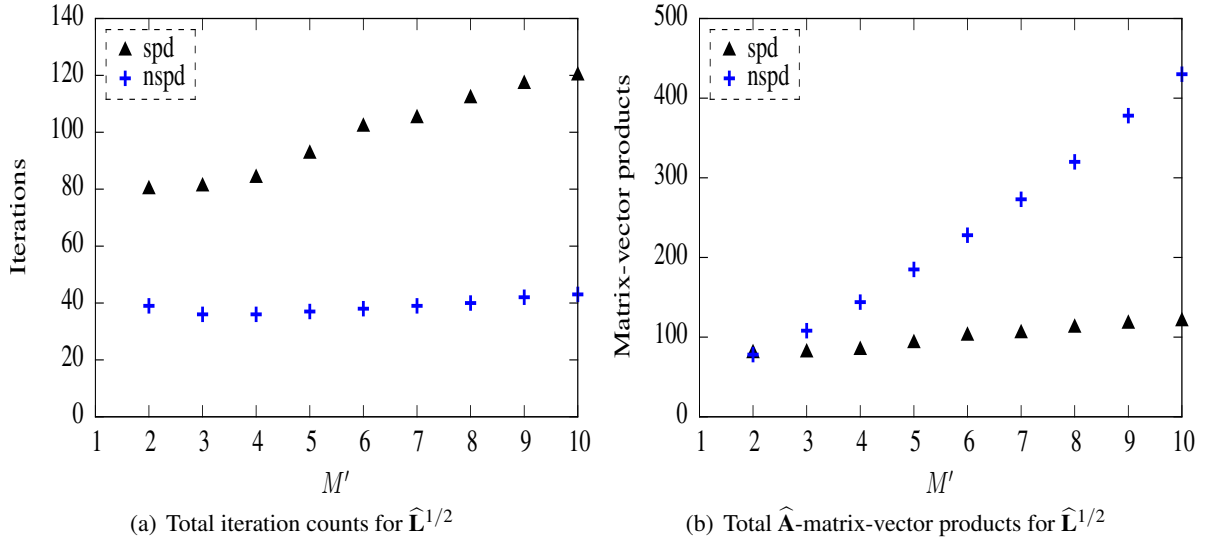 140
120
100
80
60
40
20
0
Iterations
spd
nspd
1 2 3 4 5 6 7 8 9 10
M′
(a) Total iteration counts for L̂^{1/2}
500
400
300
200
100
0
Matrix-vector products
spd
nspd
1 2 3 4 5 6 7 8 9 10
M′
(b) Total Â-matrix-vector products for L̂^{1/2}